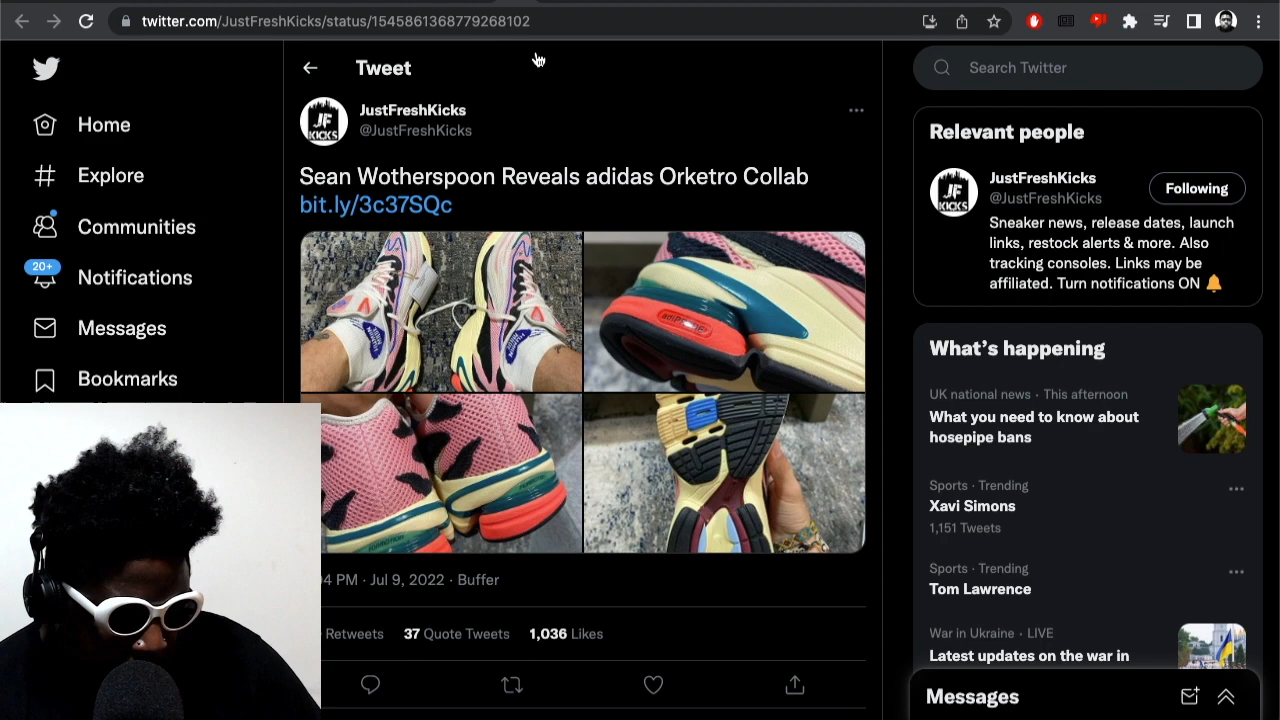 twitter.com/JustFreshKicks/status/1545861368779268102
Home
Explore
Communities
20+
Notifications
Messages
Bookmarks
Tweet
JF
KICKS
JustFreshKicks
@JustFreshKicks
Sean Wotherspoon Reveals adidas Orketro Collab
bit.ly/3c37SQc
adiPRENE
PM · Jul 9, 2022 · Buffer
Retweets 37 Quote Tweets 1,036 Likes
Search Twitter
Relevant people
JF
KICKS
JustFreshKicks
@JustFreshKicks
Following
Sneaker news, release dates, launch
links, restock alerts & more. Also
tracking consoles. Links may be
affiliated. Turn notifications ON
What's happening
UK national news · This afternoon
What you need to know about
hosepipe bans
Sports · Trending
Xavi Simons
1,151 Tweets
Sports · Trending
Tom Lawrence
War in Ukraine · LIVE
Latest updates on the war in
Messages